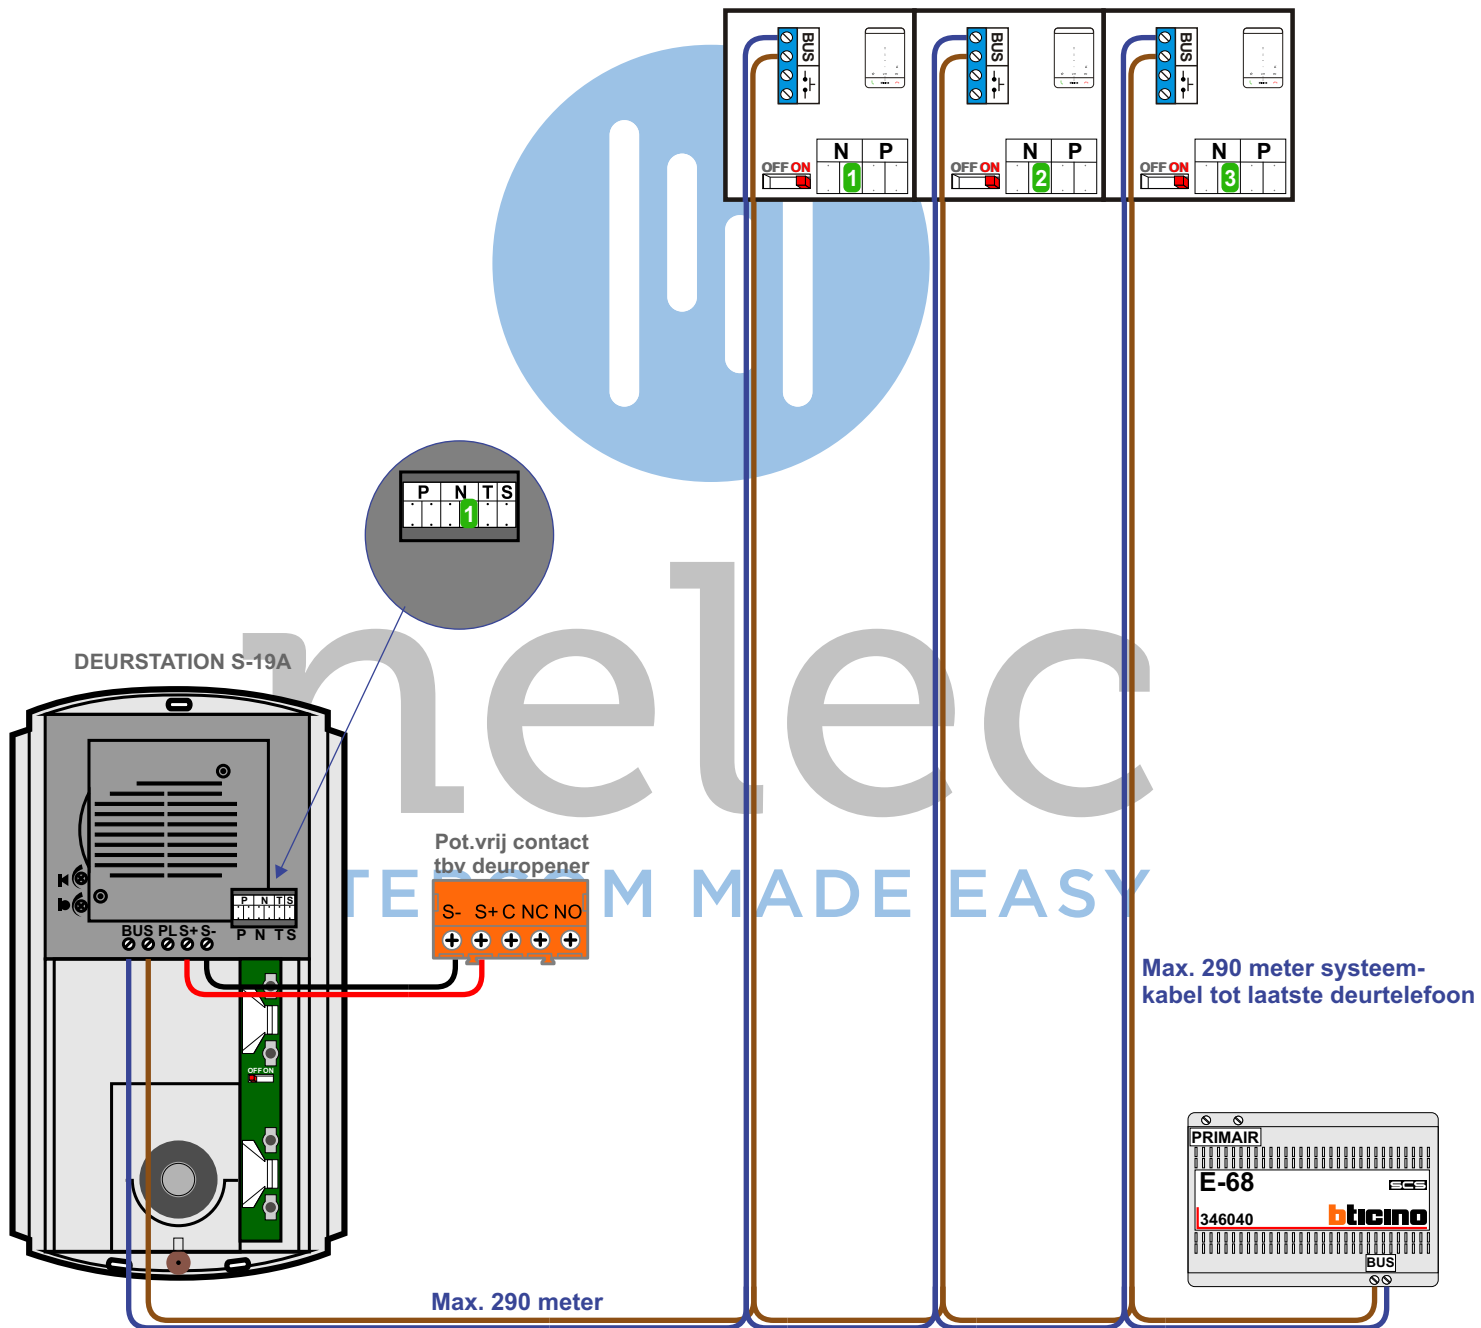 BUS
BUS
BUS
N P
OFF ON
1
N P
OFF ON
2
N P
OFF ON
3
P N T S
1
nelec
DEURSTATION S-19A
Pot.vrij contact
tbv deuropener
TERCOM MADE EASY
S- S+ C NC NO
P N T S
BUS PL S+ S-
P N T S
Max. 290 meter systeem-
kabel tot laatste deurtelefoon
OFF ON
PRIMAIR
E-68
SCS
346040
bticino
BUS
Max. 290 meter